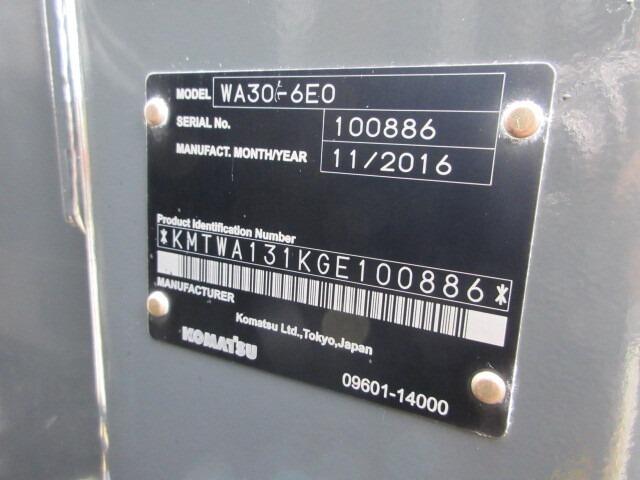 MODEL WA30-6E0
SERIAL No. 100886
MANUFACT. MONTH/YEAR 11/2016
Product Identification Number
*KMTWA131KGE100886*
MANUFACTURER
Komatsu Ltd.,Tokyo,Japan
KOMATSU
09601-14000